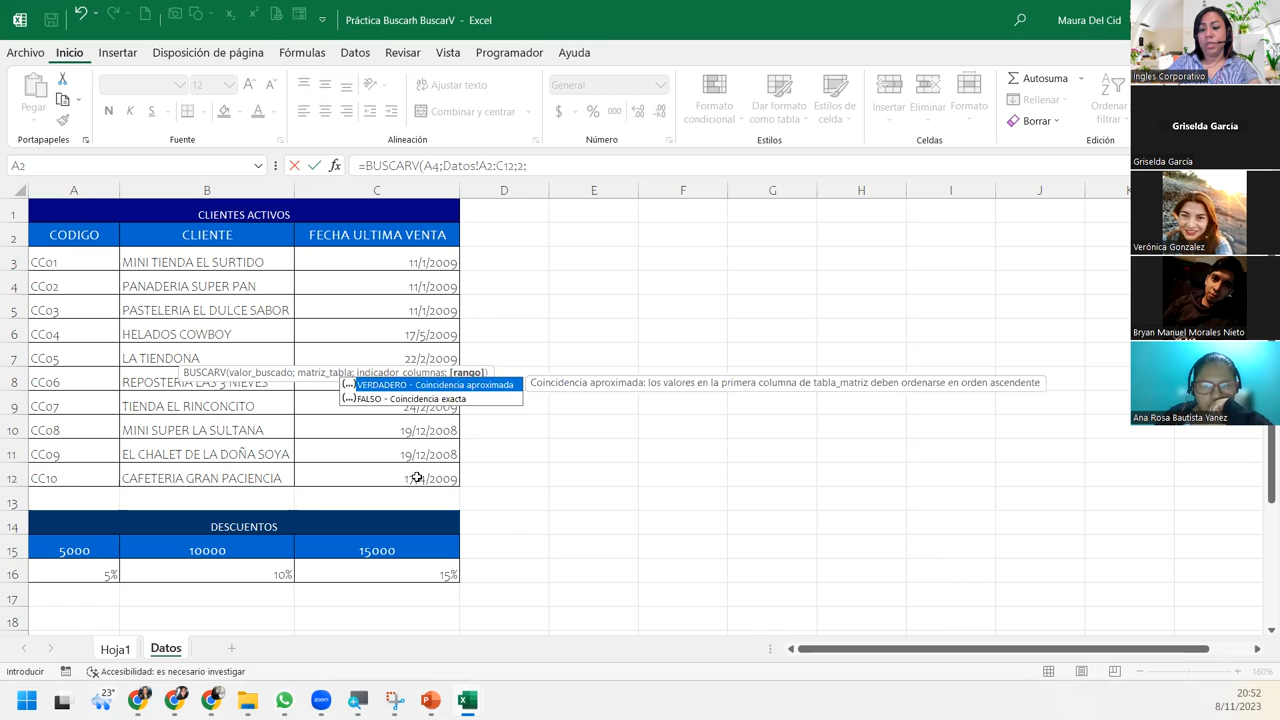 Práctica Buscarh BuscarV - Excel
Maura Del Cid
Archivo Inicio Insertar Disposición de página Fórmulas Datos Revisar Vista Programador Ayuda
Pegar
12
General
Ajustar texto
Combinar y centrar
N K S
Formato condicional
Dar formato como tabla
Estilos de celda
Insertar
Eliminar
Formato
Autosuma
Rellenar
Borrar
Ordenar
filtrar
Portapapeles Fuente Alineación Número Estilos Celdas Edición
A2
=BUSCARV(A4;Datos!A2:C12;2;
A B C D E F G H I J K
1 CLIENTES ACTIVOS
2 CODIGO CLIENTE FECHA ULTIMA VENTA
3 CC01 MINI TIENDA EL SURTIDO 11/1/2009
4 CC02 PANADERIA SUPER PAN 11/1/2009
5 CC03 PASTELERIA EL DULCE SABOR 11/1/2009
6 CC04 HELADOS COWBOY 17/5/2009
7 CC05 LA TIENDONA 22/2/2009
BUSCARV(valor_buscado; matriz_tabla; indicador_columnas; [rango])
8 CC06 REPOSTERIA LAS 3 NIEVES
(...)VERDADERO - Coincidencia aproximada
Coincidencia aproximada: los valores en la primera columna de tabla_matriz deben ordenarse en orden ascendente
(...)FALSO - Coincidencia exacta
9 CC07 TIENDA EL RINCONCITO 24/2/2009
10 CC08 MINI SUPER LA SULTANA 19/12/2008
11 CC09 EL CHALET DE LA DOÑA SOYA 19/12/2008
12 CC10 CAFETERIA GRAN PACIENCIA
13
14 DESCUENTOS
15 5000 10000 15000
16 5% 10% 15%
17
18
Hoja1 Datos
Introducir
Accesibilidad: es necesario investigar
160%
23°
20:52
8/11/2023
Ingles Corporativo
Griselda García
Griselda García
Verónica Gonzalez
Bryan Manuel Morales Nieto
Ana Rosa Bautista Yanez